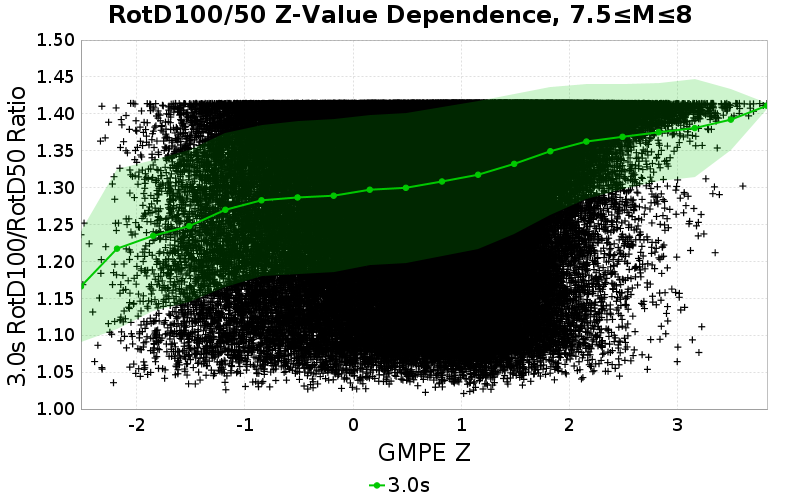 RotD100/50 Z-Value Dependence, 7.5≤M≤8
3.0s RotD100/RotD50 Ratio
1.50
1.45
1.40
1.35
1.30
1.25
1.20
1.15
1.10
1.05
1.00
-2 -1 0 1 2 3
GMPE Z
3.0s